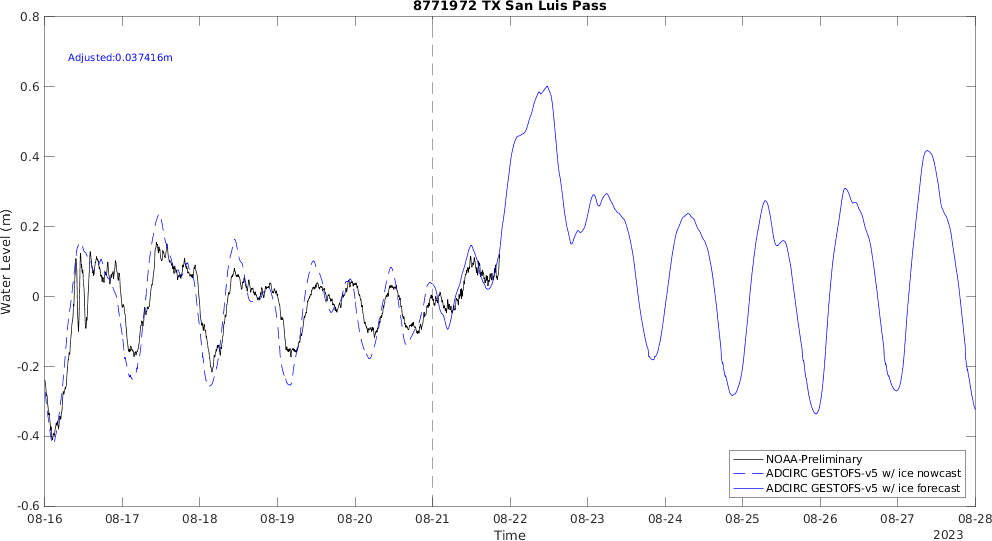 8771972 TX San Luis Pass
Adjusted:0.037416m
Water Level (m)
0.8
0.6
0.4
0.2
0
-0.2
-0.4
-0.6
08-16 08-17 08-18 08-19 08-20 08-21 08-22 08-23 08-24 08-25 08-26 08-27 08-28
Time
2023
NOAA-Preliminary
ADCIRC GESTOFS-v5 w/ ice nowcast
ADCIRC GESTOFS-v5 w/ ice forecast